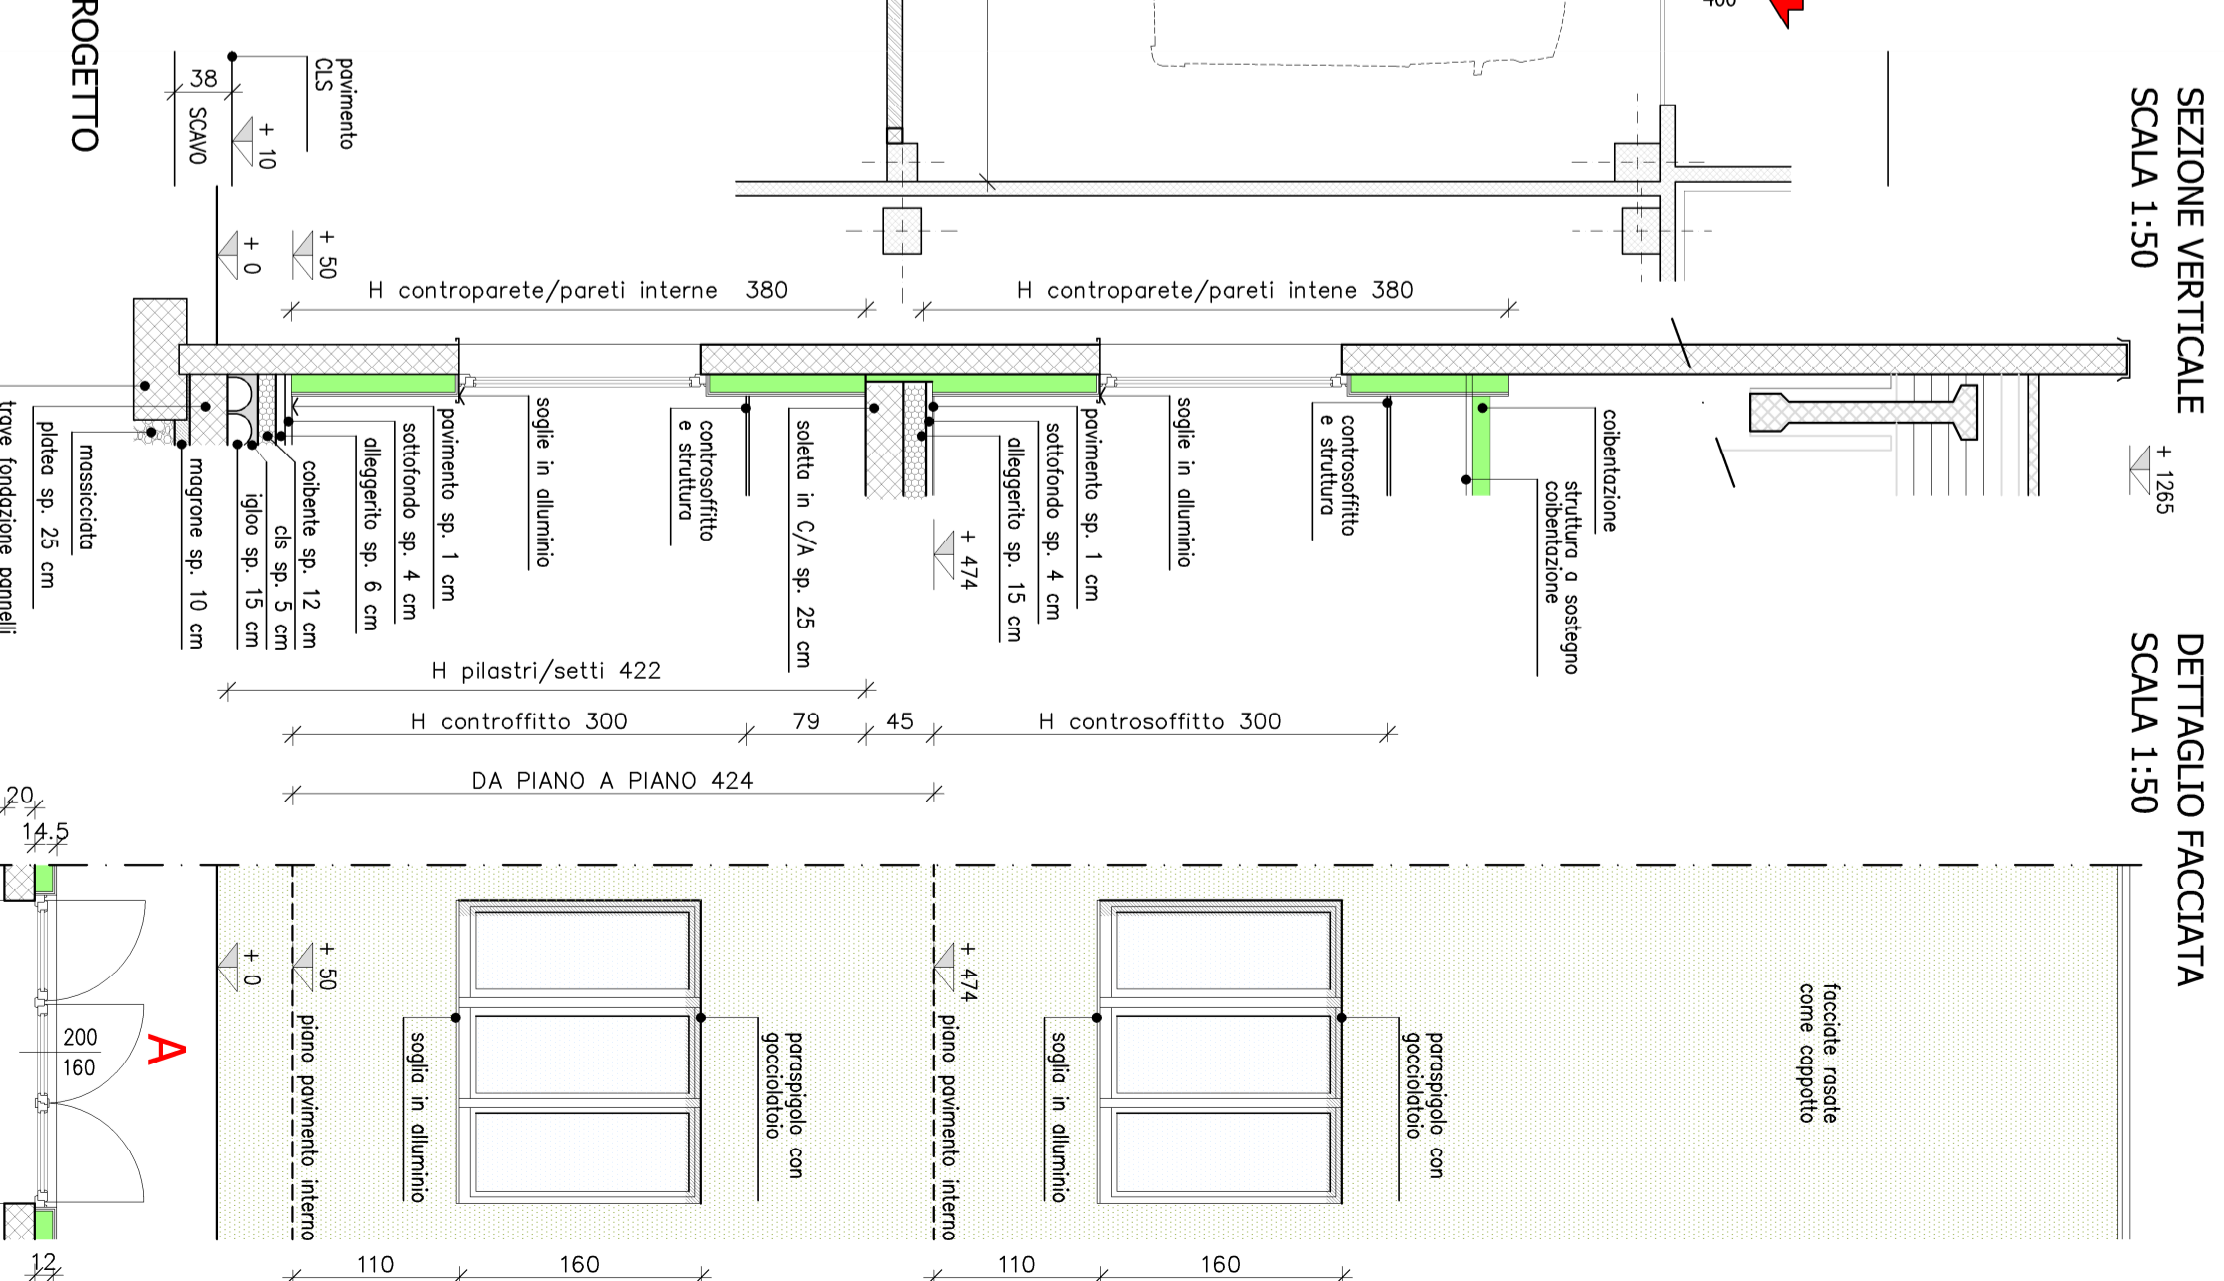 SEZIONE VERTICALE
SCALA 1:50
DETTAGLIO FACCIATA
SCALA 1:50
ROGETTO
pavimento
CLS
38
SCAVO
+ 10
+ 0
+ 50
H controparete/pareti interne 380
H controparete/pareti intene 380
+ 1265
coibentazione
struttura a sostegno
coibentazione
controsoffitto
e struttura
soglie in alluminio
pavimento sp. 1 cm
sottofondo sp. 4 cm
alleggerito sp. 15 cm
+ 474
soletta in C/A sp. 25 cm
controsoffitto
e struttura
soglie in alluminio
pavimento sp. 1 cm
sottofondo sp. 4 cm
alleggerito sp. 6 cm
coibente sp. 12 cm
cls sp. 5 cm
igloo sp. 15 cm
magrone sp. 10 cm
massicciata
platea sp. 25 cm
trave fondazione pannelli
H pilastri/setti 422
H controffitto 300
79
45
H controsoffitto 300
DA PIANO A PIANO 424
20
14.5
200
160
A
12
+ 0
+ 50
piano pavimento interno
soglia in alluminio
paraspigolo con
gocciolatoio
+ 474
piano pavimento interno
soglia in alluminio
paraspigolo con
gocciolatoio
facciate rasate
come cappotto
110
160
110
160